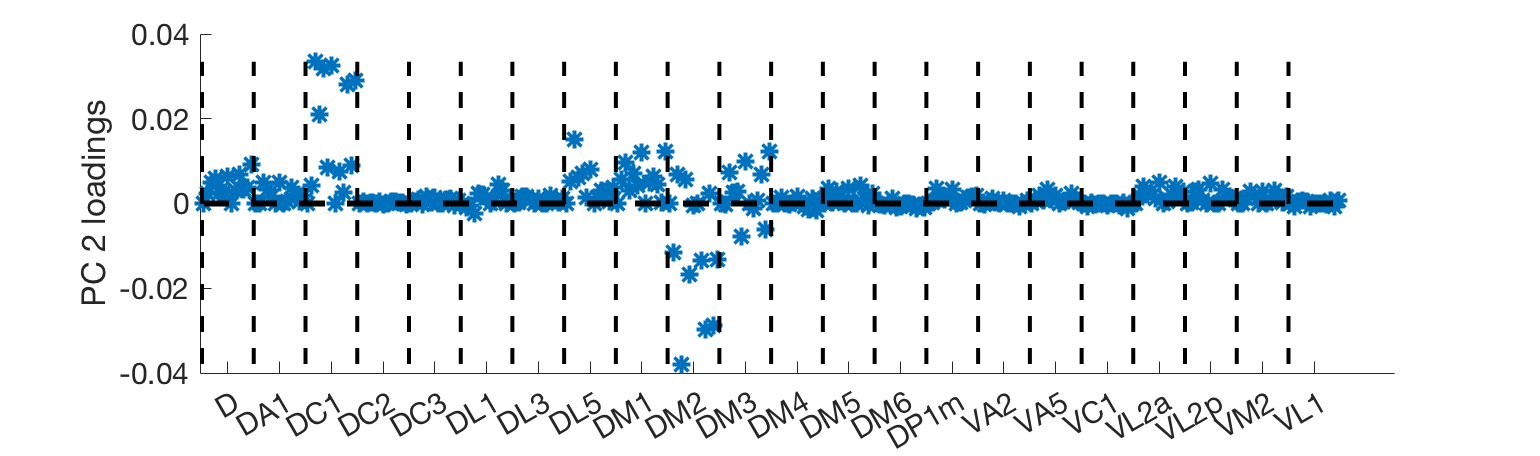 PC 2 loadings
0.04
0.02
0
-0.02
-0.04
D
DA1
DC1
DC2
DC3
DL1
DL3
DL5
DM1
DM2
DM3
DM4
DM5
DM6
DP1m
VA2
VA5
VC1
VL2a
VL2p
VM2
VL1